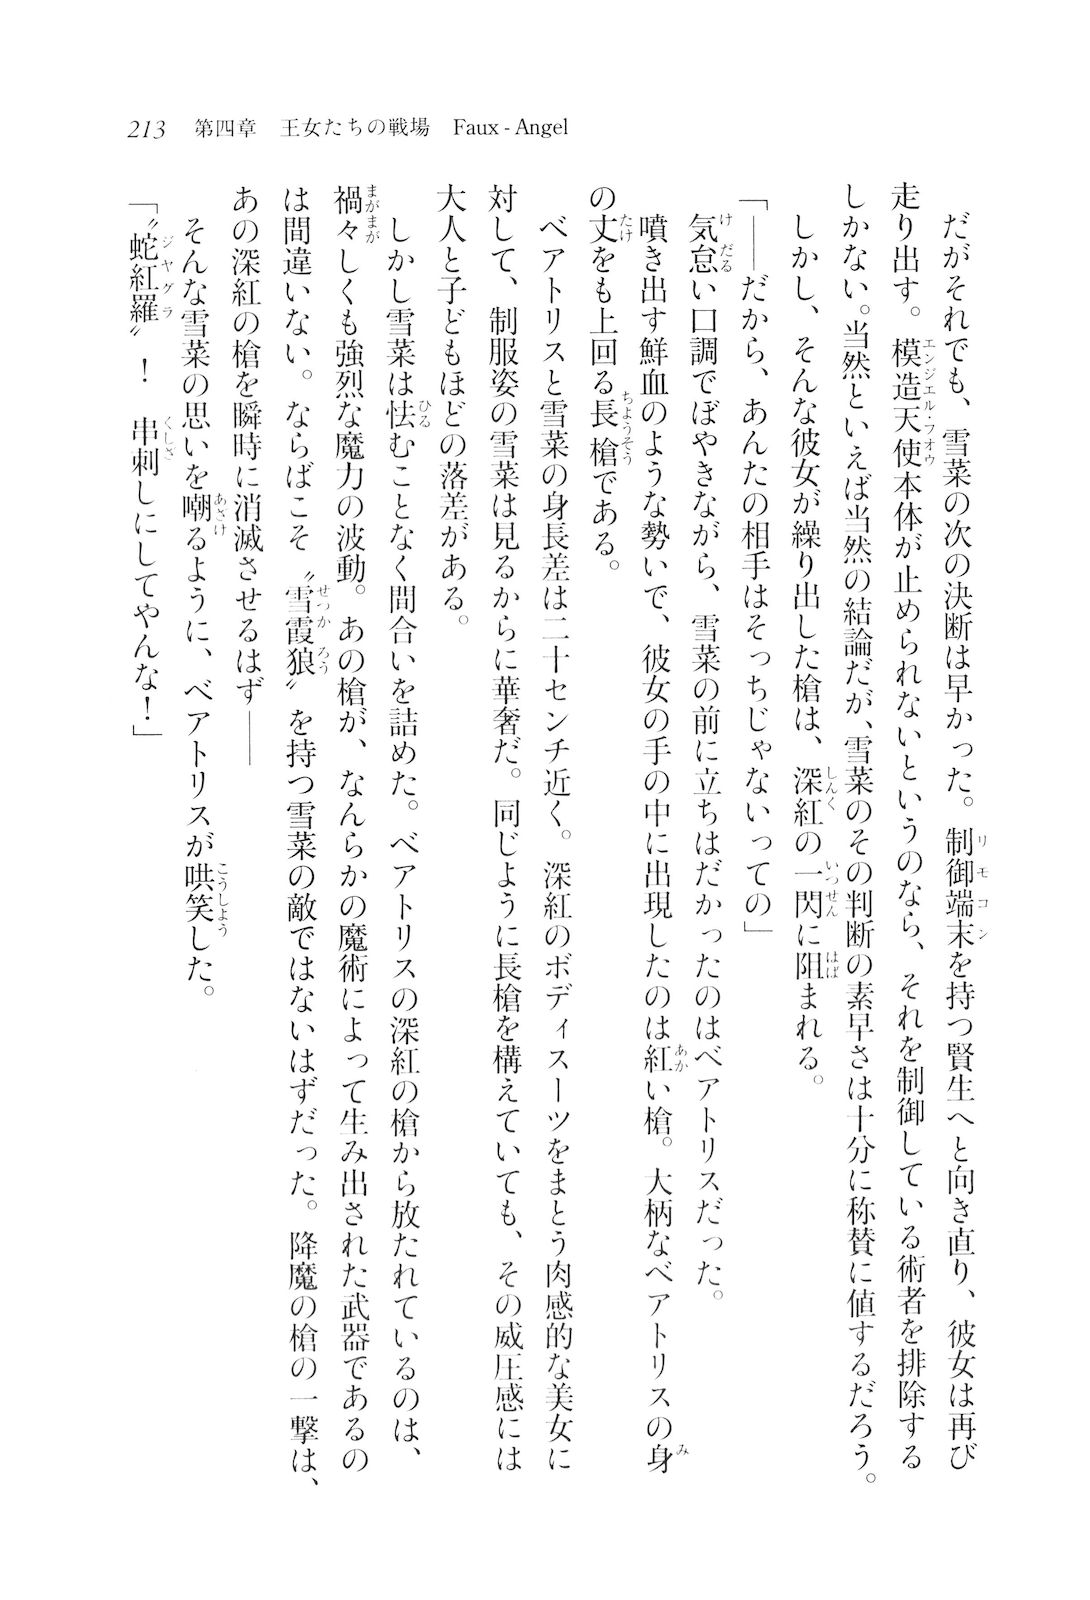 213　第四章　王女たちの戦場　Faux - Angel
　だがそれでも、雪菜の次の決断は早かった。制御端末を持つ賢生へと向き直り、彼女は再び
走り出す。模造天使本体が止められないというのなら、それを制御している術者を排除する
しかない。当然といえば当然の結論だが、雪菜のその判断の素早さは十分に称賛に値するだろう。
　しかし、そんな彼女が繰り出した槍は、深紅の一閃に阻まれる。
「――だから、あんたの相手はそっちじゃないっての」
　気怠い口調でぼやきながら、雪菜の前に立ちはだかったのはベアトリスだった。
　噴き出す鮮血のような勢いで、彼女の手の中に出現したのは紅い槍。大柄なベアトリスの身
の丈をも上回る長槍である。
　ベアトリスと雪菜の身長差は二十センチ近く。深紅のボディスーツをまとう肉感的な美女に
対して、制服姿の雪菜は見るからに華奢だ。同じように長槍を構えていても、その威圧感には
大人と子どもほどの落差がある。
　しかし雪菜は怯むことなく間合いを詰めた。ベアトリスの深紅の槍から放たれているのは、
禍々しくも強烈な魔力の波動。あの槍が、なんらかの魔術によって生み出された武器であるの
は間違いない。ならばこそ〝雪霞狼〟を持つ雪菜の敵ではないはずだった。降魔の槍の一撃は、
あの深紅の槍を瞬時に消滅させるはず――
　そんな雪菜の思いを嘲るように、ベアトリスが哄笑した。
「〝蛇紅羅〟！　串刺しにしてやんな！」